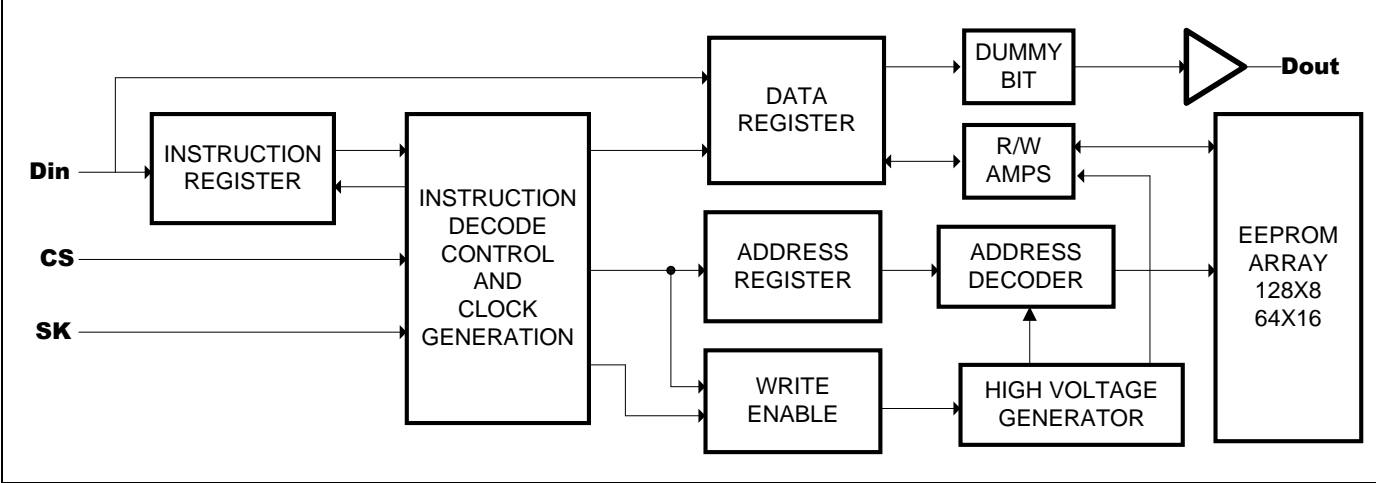 Din
CS
SK
INSTRUCTION
REGISTER
INSTRUCTION
DECODE
CONTROL
AND
CLOCK
GENERATION
DATA
REGISTER
DUMMY
BIT
Dout
R/W
AMPS
ADDRESS
REGISTER
ADDRESS
DECODER
WRITE
ENABLE
HIGH VOLTAGE
GENERATOR
EEPROM
ARRAY
128X8
64X16